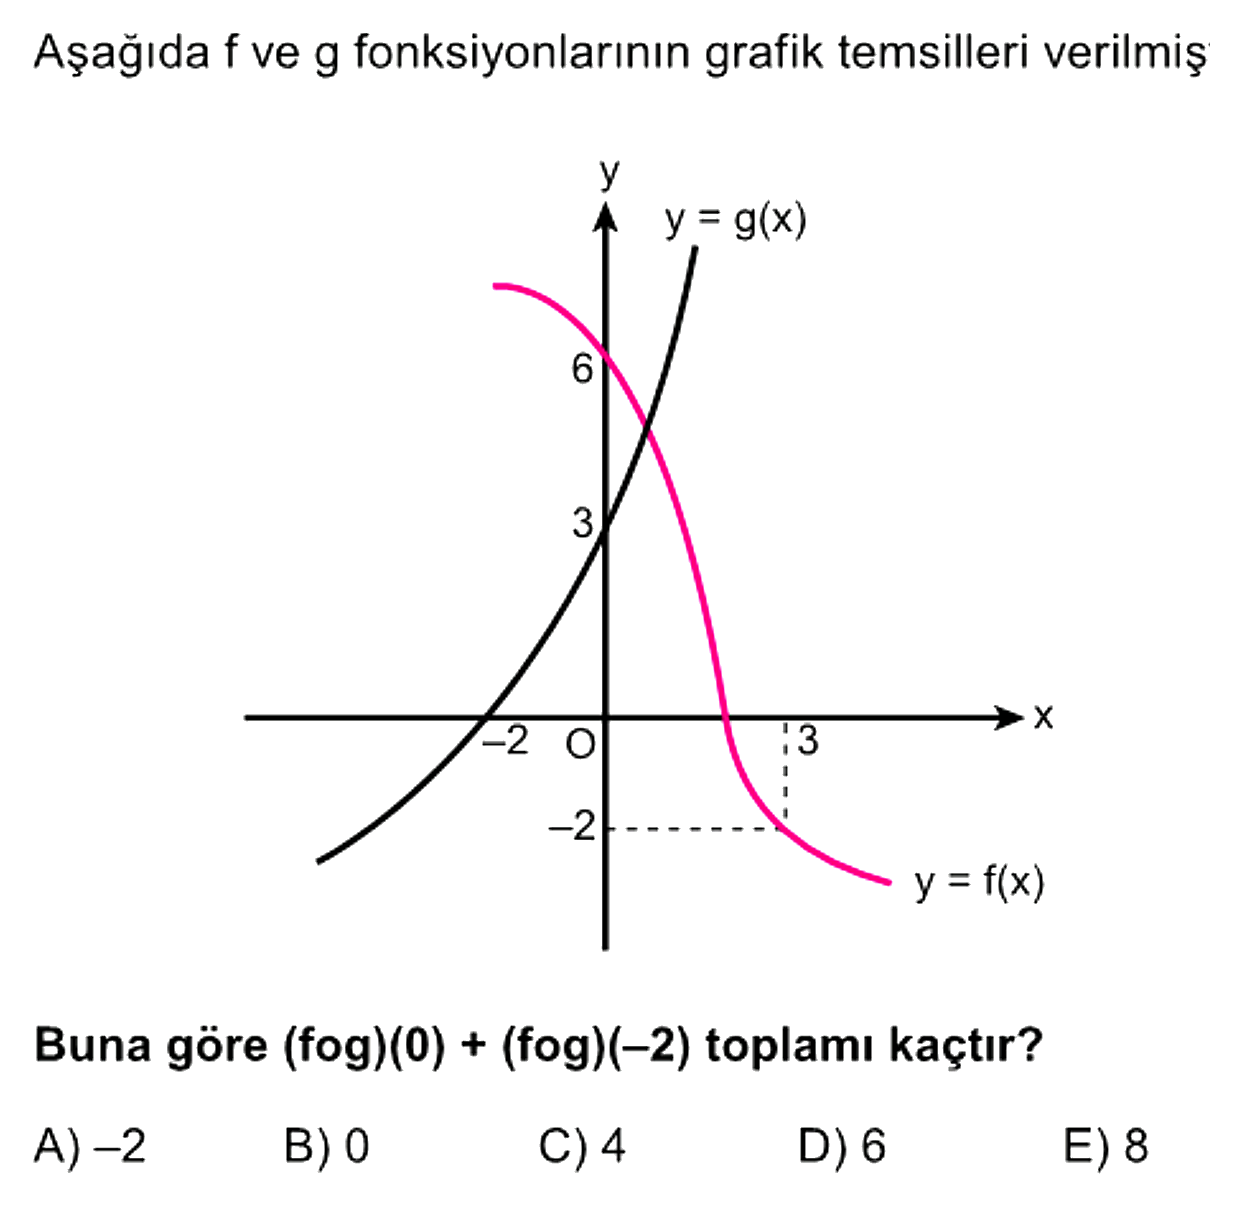 Aşağıda f ve g fonksiyonlarının grafik temsilleri verilmiş
y
y = g(x)
6
3
x
–2
O
3
–2
y = f(x)
Buna göre (fog)(0) + (fog)(–2) toplamı kaçtır?
A) –2 B) 0 C) 4 D) 6 E) 8